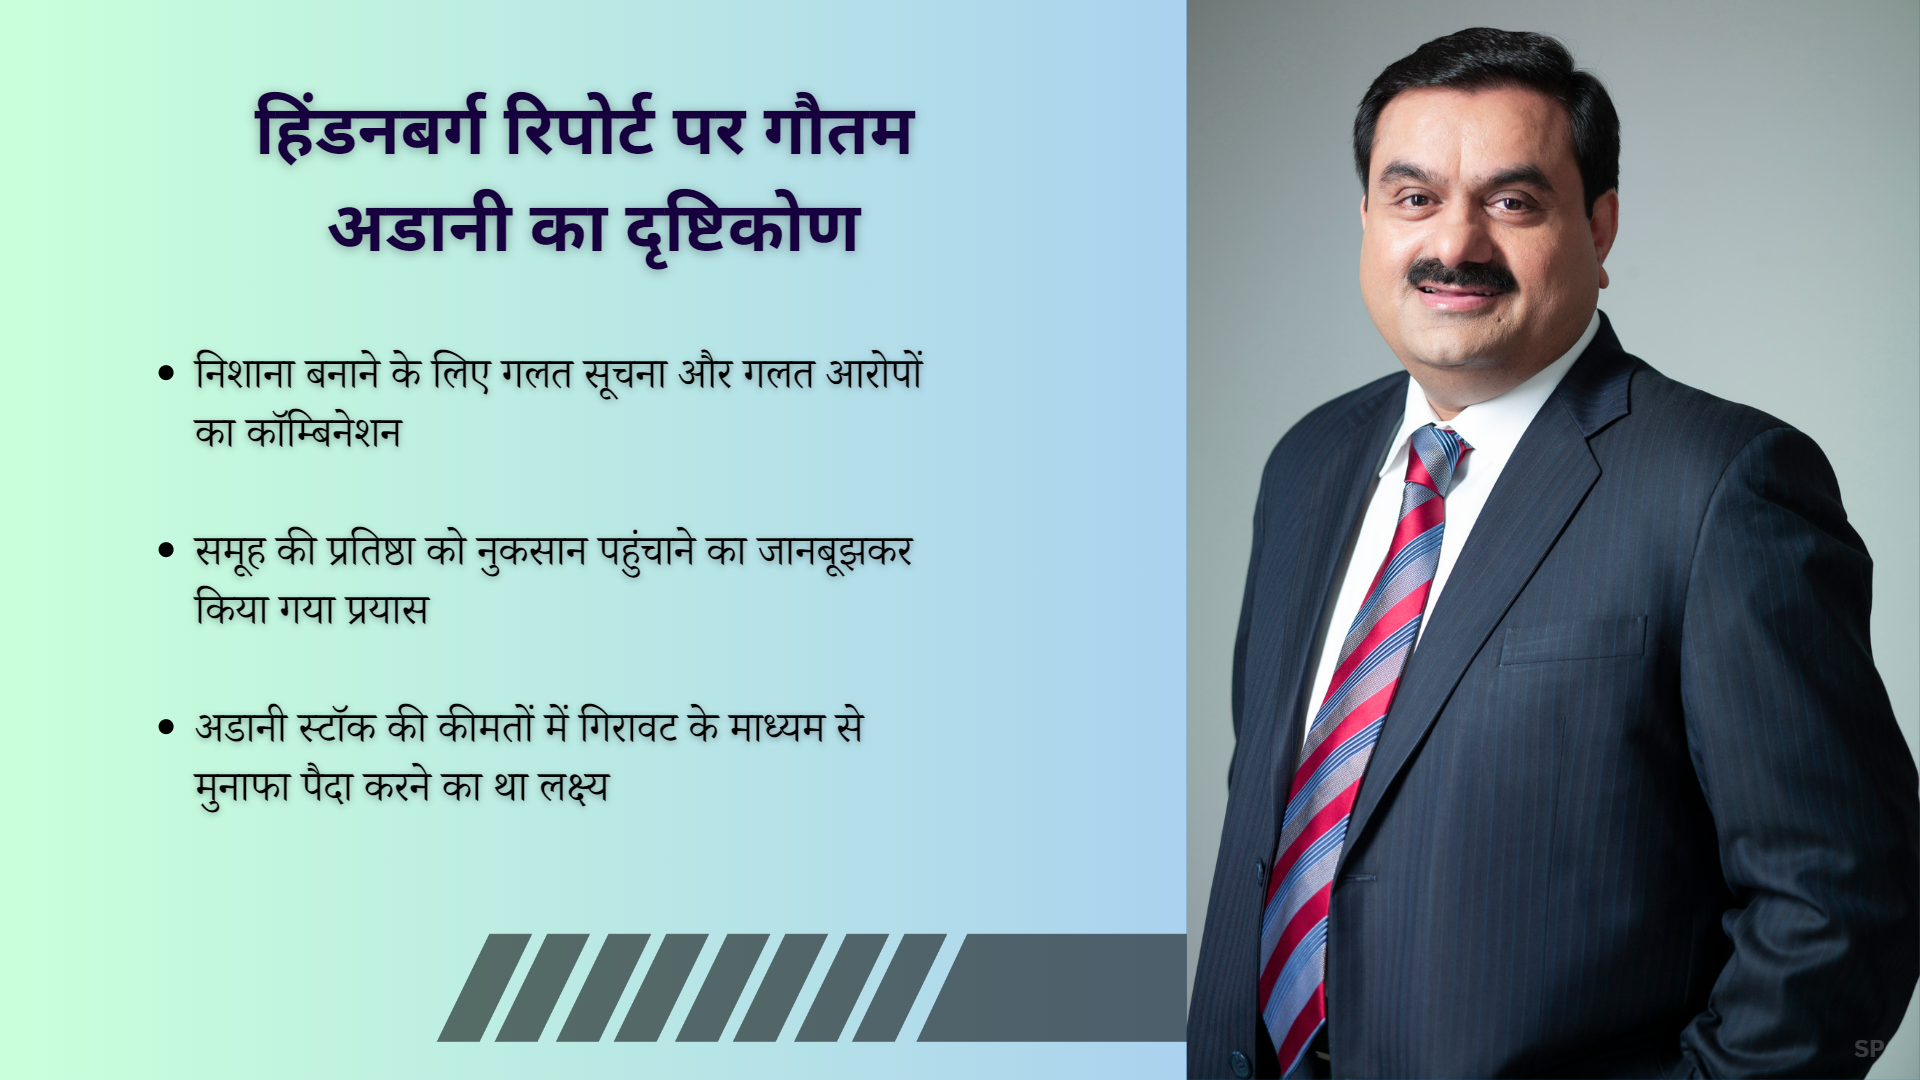 हिंडनबर्ग रिपोर्ट पर गौतम
अडानी का दृष्टिकोण
• निशाना बनाने के लिए गलत सूचना और गलत आरोपों
का कॉम्बिनेशन
• समूह की प्रतिष्ठा को नुकसान पहुंचाने का जानबूझकर
किया गया प्रयास
• अडानी स्टॉक की कीमतों में गिरावट के माध्यम से
मुनाफा पैदा करने का था लक्ष्य